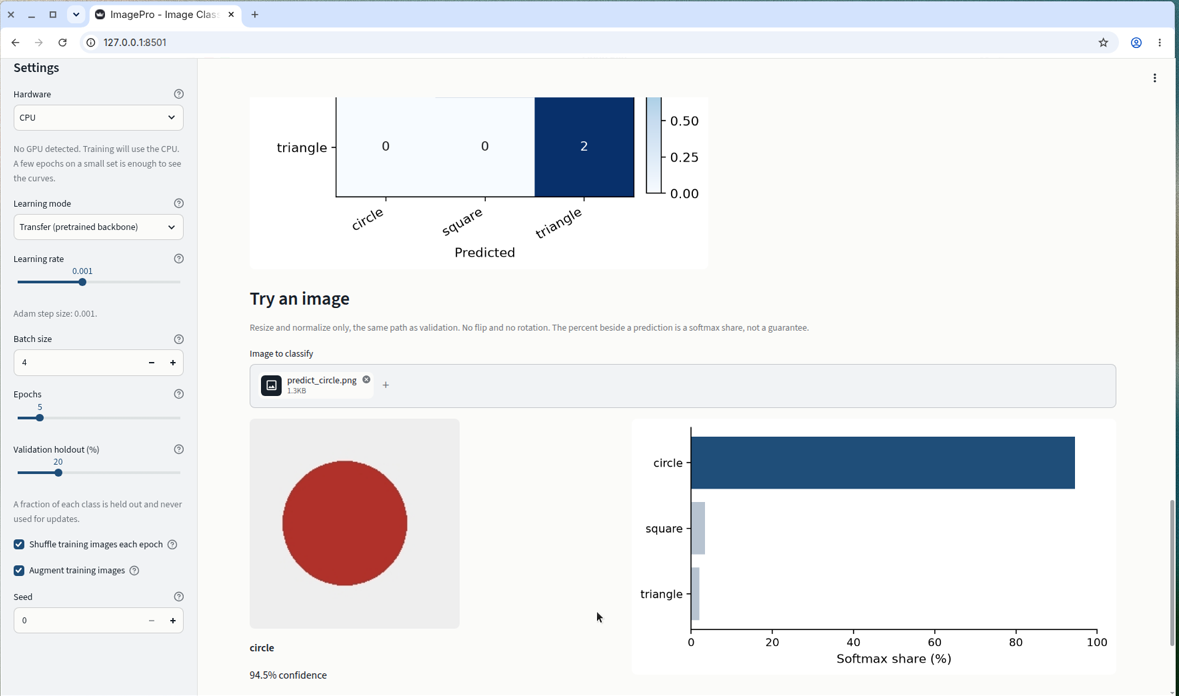 ImagePro - Image Clas
127.0.0.1:8501
Settings
Hardware
CPU
No GPU detected. Training will use the CPU.
A few epochs on a small set is enough to see
the curves.
Learning mode
Transfer (pretrained backbone)
Learning rate
0.001
Adam step size: 0.001.
Batch size
4
Epochs
5
Validation holdout (%)
20
A fraction of each class is held out and never
used for updates.
Shuffle training images each epoch
Augment training images
Seed
0
triangle
0 0 2
0.50
0.25
0.00
circle square triangle
Predicted
Try an image
Resize and normalize only, the same path as validation. No flip and no rotation. The percent beside a prediction is a softmax share, not a guarantee.
Image to classify
predict_circle.png
1.3KB
circle
94.5% confidence
circle
square
triangle
0 20 40 60 80 100
Softmax share (%)